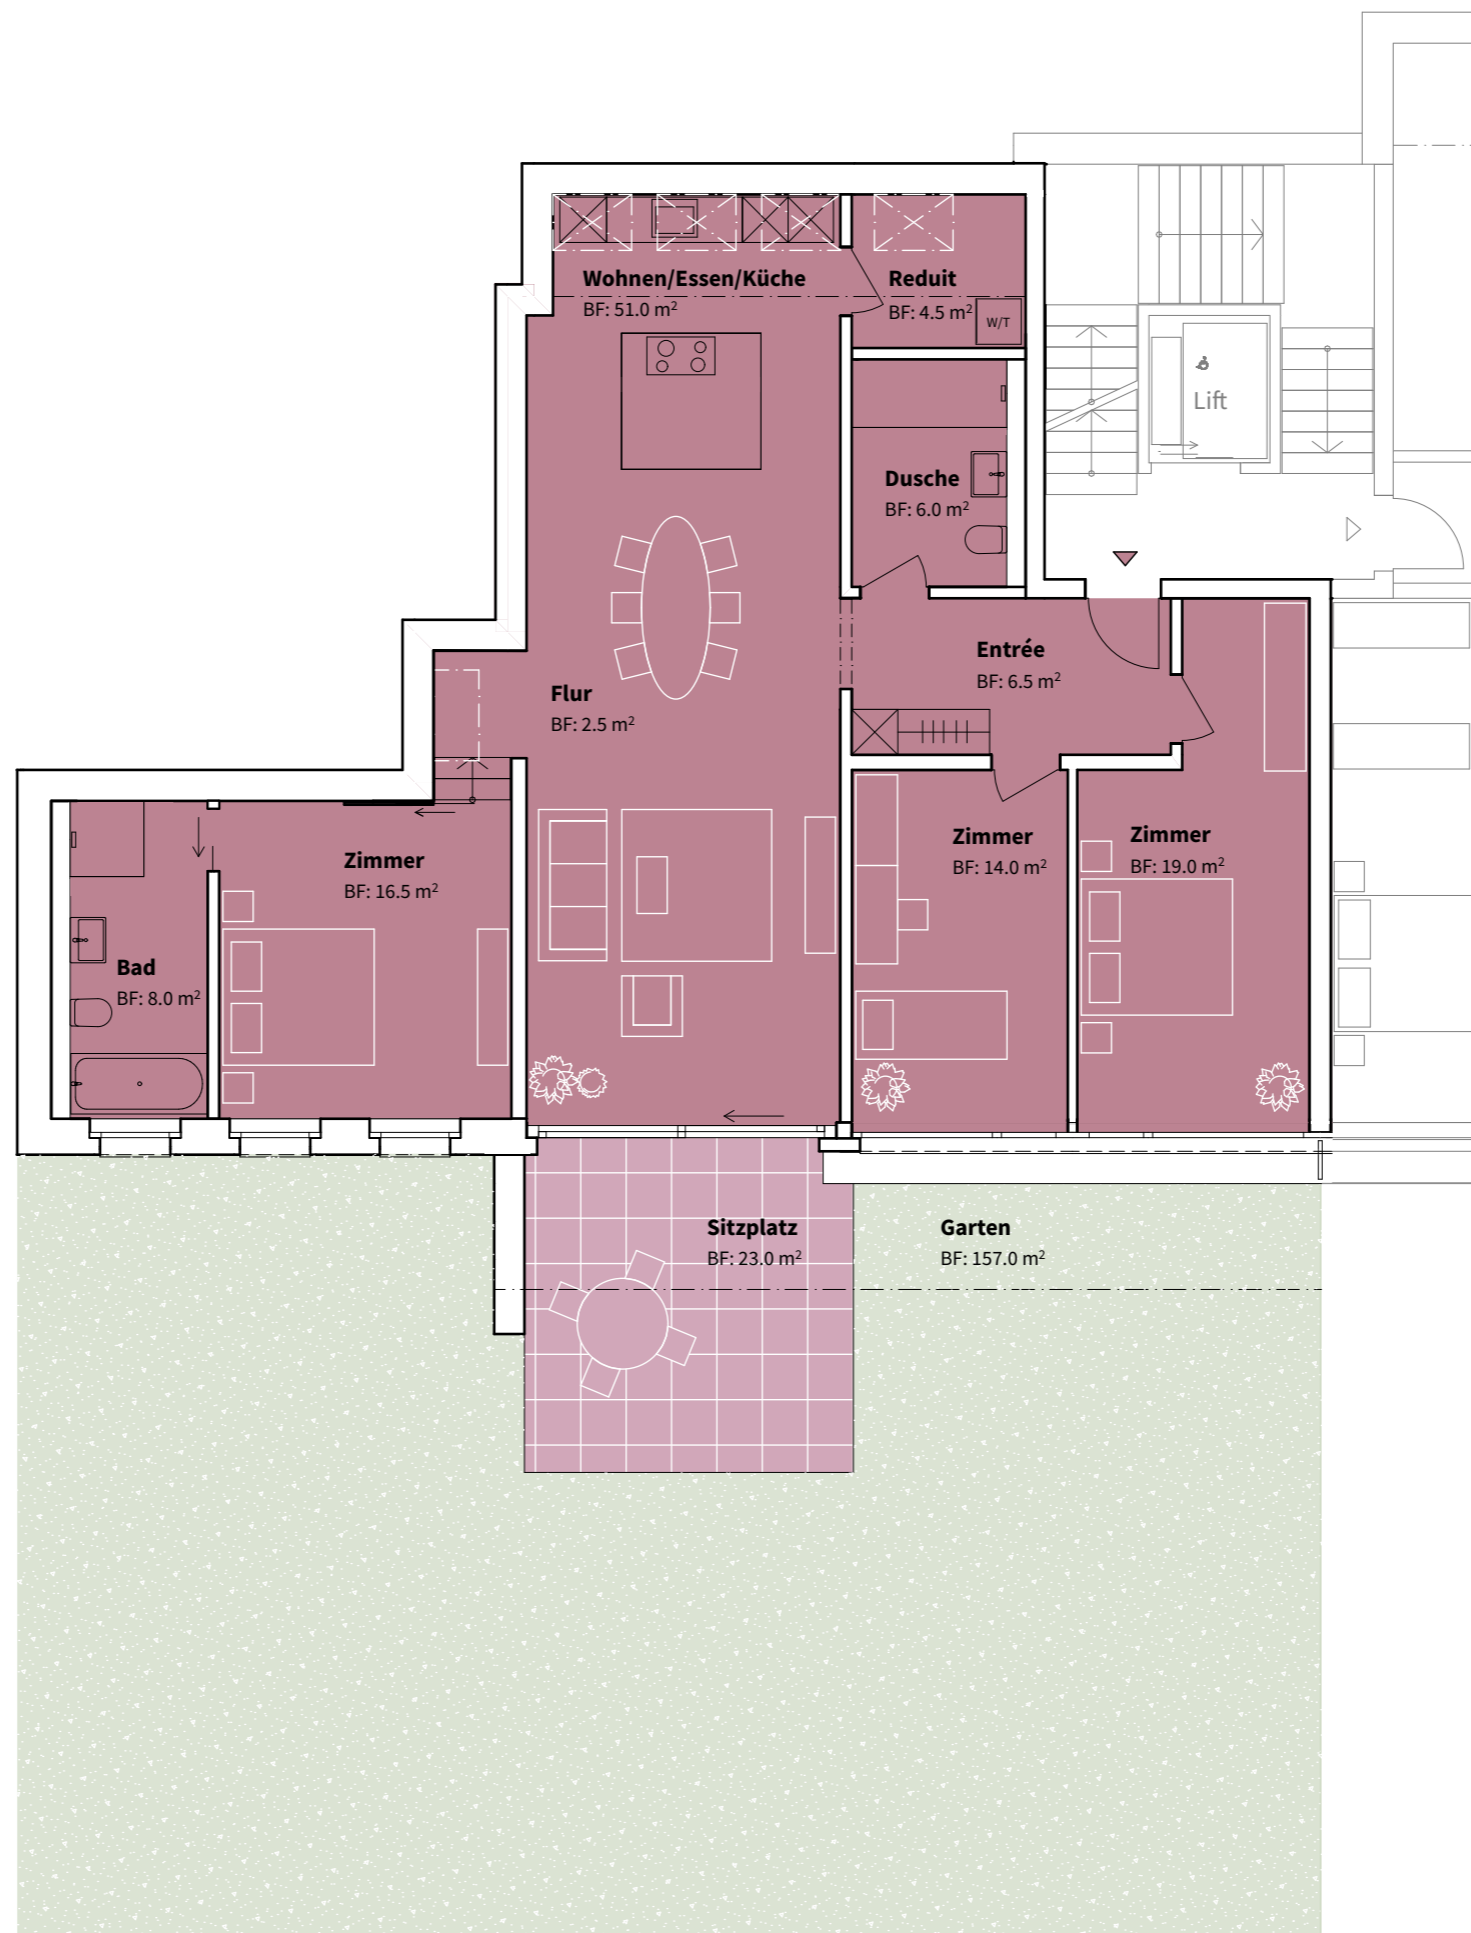 Wohnen/Essen/Küche
BF: 51.0 m²
Reduit
BF: 4.5 m²
W/T
Lift
Dusche
BF: 6.0 m²
Entrée
BF: 6.5 m²
Flur
BF: 2.5 m²
Zimmer
BF: 16.5 m²
Zimmer
BF: 14.0 m²
Zimmer
BF: 19.0 m²
Bad
BF: 8.0 m²
Sitzplatz
BF: 23.0 m²
Garten
BF: 157.0 m²